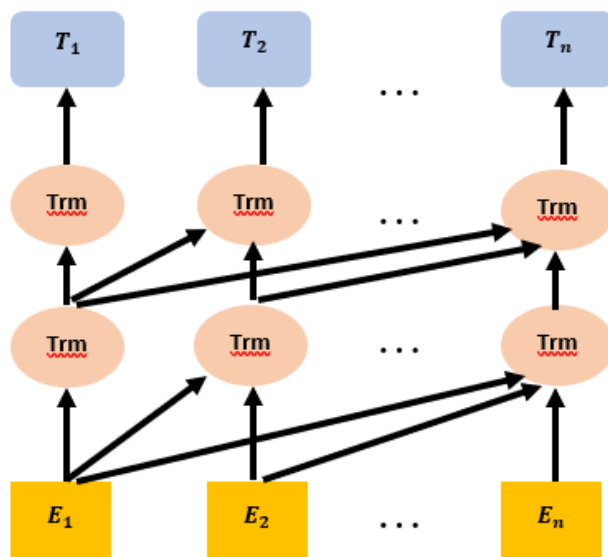 T₁ T₂ ... Tₙ
Trm Trm ... Trm
Trm Trm ... Trm
E₁ E₂ ... Eₙ